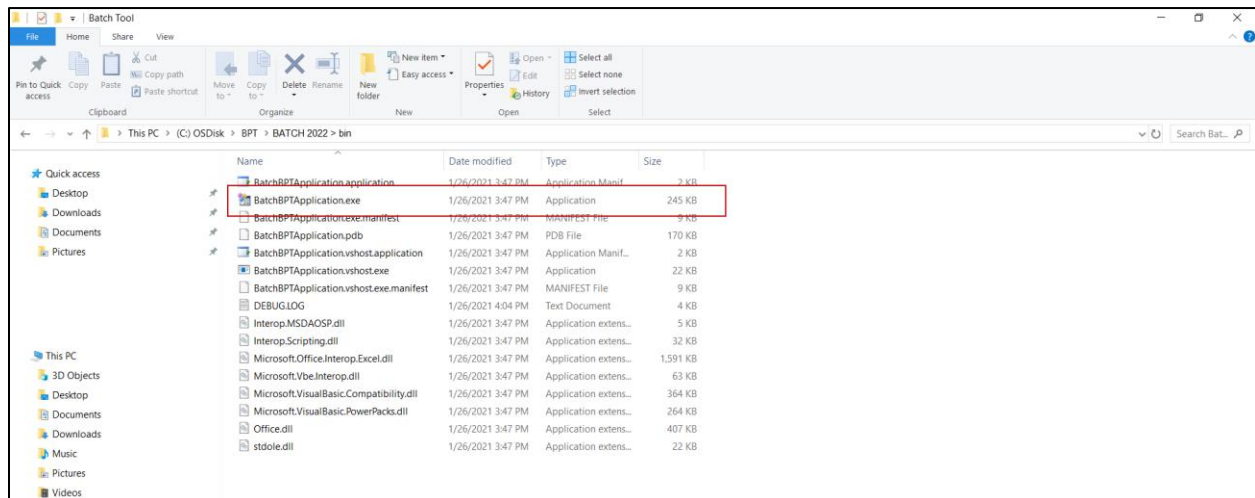 Batch Tool
File Home Share View
Pin to Quick access
Copy
Paste
Cut
Copy path
Paste shortcut
Move to
Copy to
Delete
Rename
New folder
New item
Easy access
Properties
Open
Edit
History
Select all
Select none
Invert selection
Clipboard Organize New Open Select
This PC > (C:) OSDisk > BPT > BATCH 2022 > bin
Search Bat...
Quick access
Desktop
Downloads
Documents
Pictures
This PC
3D Objects
Desktop
Documents
Downloads
Music
Pictures
Videos
Name Date modified Type Size
BatchBPTApplication.application 1/26/2021 3:47 PM Application Manif... 2 KB
BatchBPTApplication.exe 1/26/2021 3:47 PM Application 245 KB
BatchBPTApplication.exe.manifest 1/26/2021 3:47 PM MANIFEST File 9 KB
BatchBPTApplication.pdb 1/26/2021 3:47 PM PDB File 170 KB
BatchBPTApplication.vshost.application 1/26/2021 3:47 PM Application Manif... 2 KB
BatchBPTApplication.vshost.exe 1/26/2021 3:47 PM Application 22 KB
BatchBPTApplication.vshost.exe.manifest 1/26/2021 3:47 PM MANIFEST File 9 KB
DEBUG.LOG 1/26/2021 4:04 PM Text Document 4 KB
Interop.MSDAOSP.dll 1/26/2021 3:47 PM Application extens... 5 KB
Interop.Scripting.dll 1/26/2021 3:47 PM Application extens... 32 KB
Microsoft.Office.Interop.Excel.dll 1/26/2021 3:47 PM Application extens... 1,591 KB
Microsoft.Vbe.Interop.dll 1/26/2021 3:47 PM Application extens... 63 KB
Microsoft.VisualBasic.Compatibility.dll 1/26/2021 3:47 PM Application extens... 364 KB
Microsoft.VisualBasic.PowerPacks.dll 1/26/2021 3:47 PM Application extens... 264 KB
Office.dll 1/26/2021 3:47 PM Application extens... 407 KB
stdole.dll 1/26/2021 3:47 PM Application extens... 22 KB